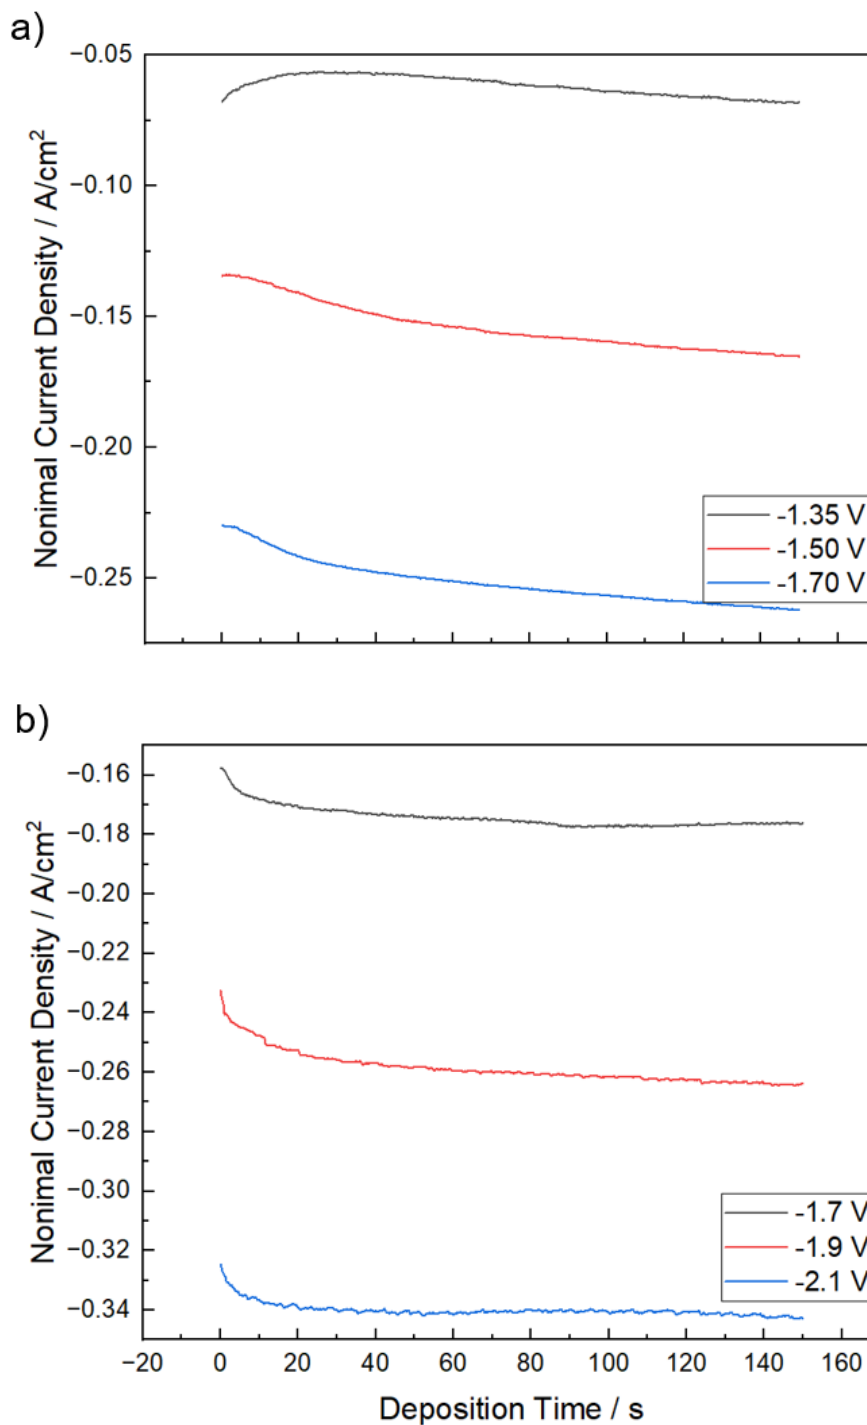 a)
Nonimal Current Density / A/cm²
−0.05
−0.10
−0.15
−0.20
−0.25
-1.35 V
-1.50 V
-1.70 V
b)
Nonimal Current Density / A/cm²
−0.16
−0.18
−0.20
−0.22
−0.24
−0.26
−0.28
−0.30
−0.32
−0.34
-1.7 V
-1.9 V
-2.1 V
−20 0 20 40 60 80 100 120 140 160
Deposition Time / s